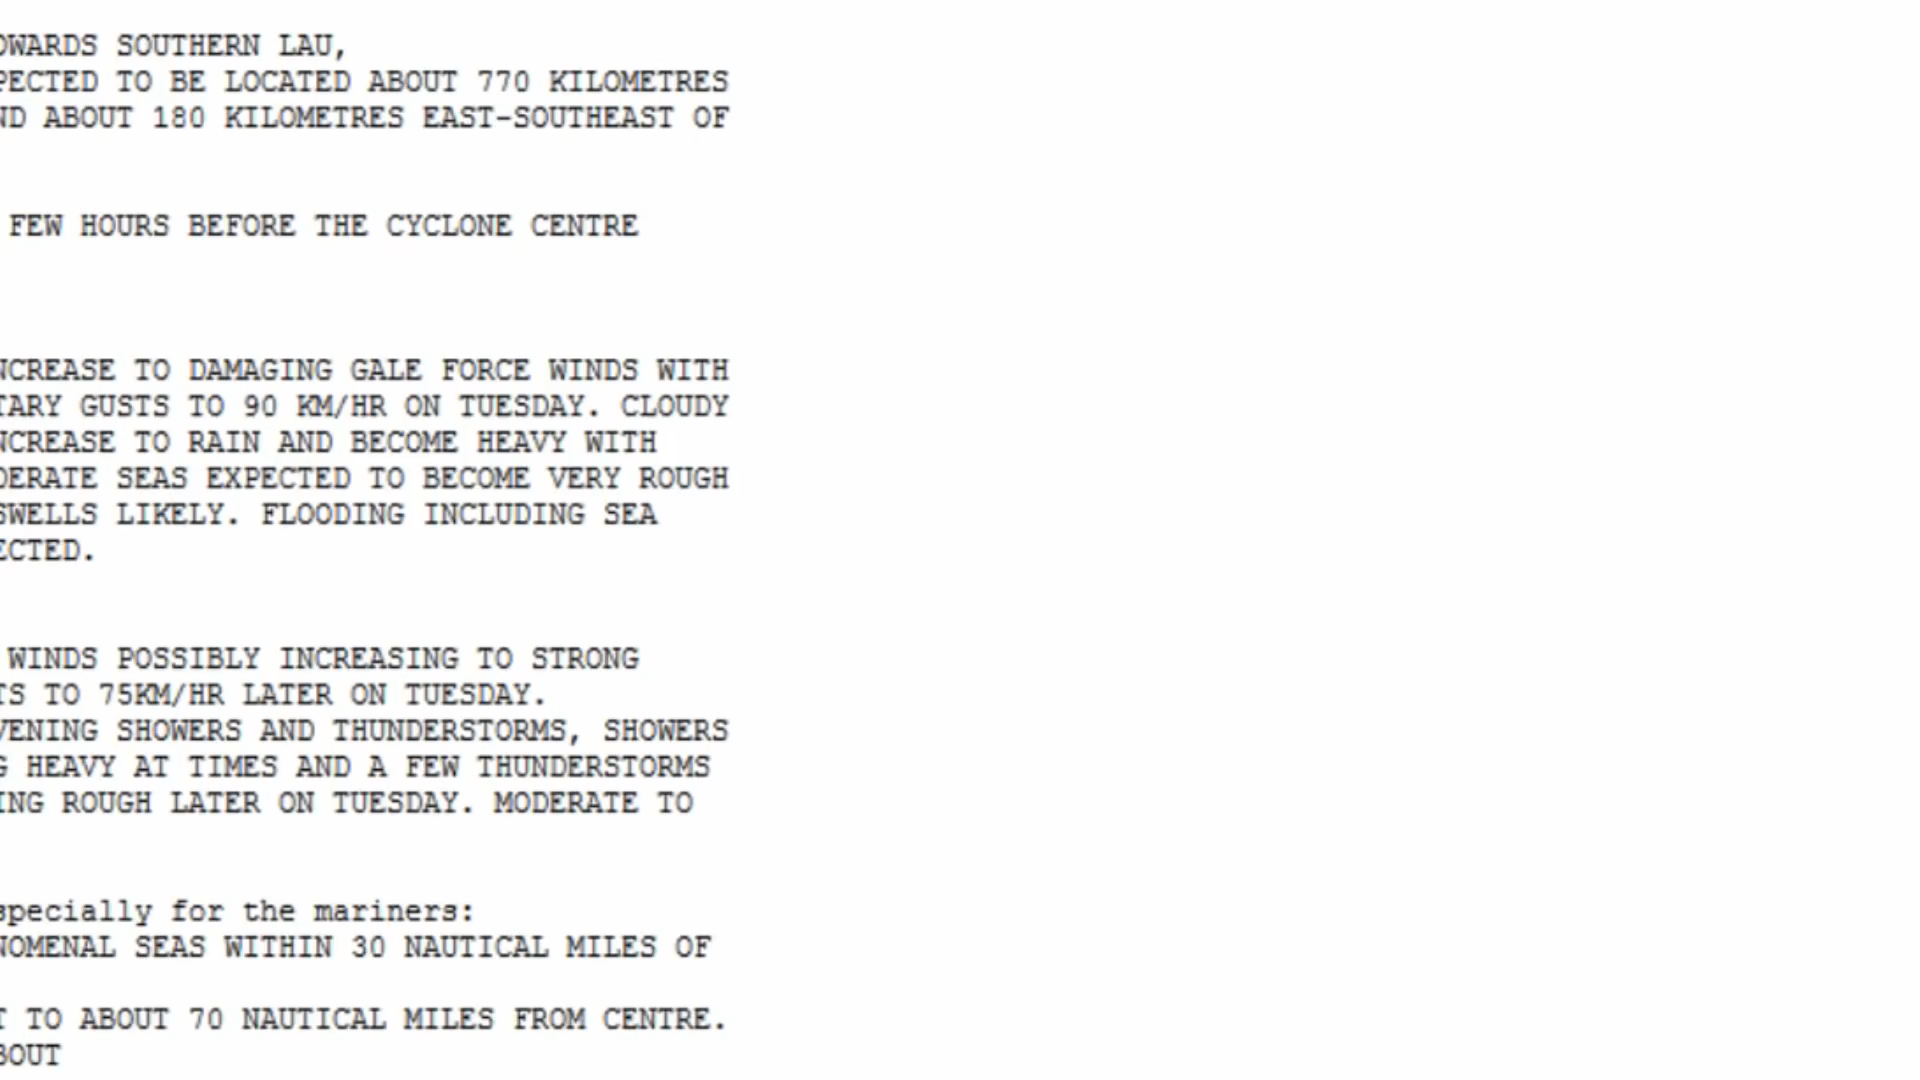 OWARDS SOUTHERN LAU,
PECTED TO BE LOCATED ABOUT 770 KILOMETRES
ND ABOUT 180 KILOMETRES EAST-SOUTHEAST OF
FEW HOURS BEFORE THE CYCLONE CENTRE
NCREASE TO DAMAGING GALE FORCE WINDS WITH
TARY GUSTS TO 90 KM/HR ON TUESDAY. CLOUDY
NCREASE TO RAIN AND BECOME HEAVY WITH
DERATE SEAS EXPECTED TO BECOME VERY ROUGH
SWELLS LIKELY. FLOODING INCLUDING SEA
ECTED.
WINDS POSSIBLY INCREASING TO STRONG
TS TO 75KM/HR LATER ON TUESDAY.
VENING SHOWERS AND THUNDERSTORMS, SHOWERS
G HEAVY AT TIMES AND A FEW THUNDERSTORMS
ING ROUGH LATER ON TUESDAY. MODERATE TO
specially for the mariners:
NOMENAL SEAS WITHIN 30 NAUTICAL MILES OF
T TO ABOUT 70 NAUTICAL MILES FROM CENTRE.
BOUT